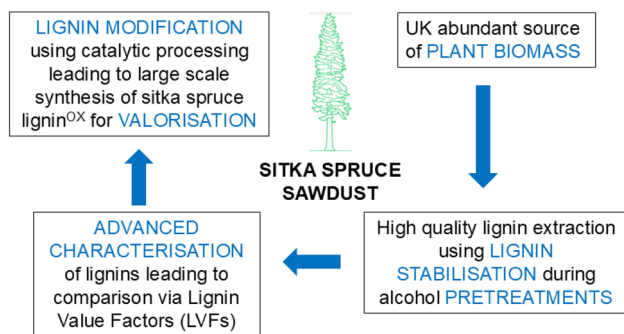 LIGNIN MODIFICATION
using catalytic processing
leading to large scale
synthesis of sitka spruce
ligninᴼˣ for VALORISATION
UK abundant source
of PLANT BIOMASS
SITKA SPRUCE
SAWDUST
ADVANCED
CHARACTERISATION
of lignins leading to
comparison via Lignin
Value Factors (LVFs)
High quality lignin extraction
using LIGNIN
STABILISATION during
alcohol PRETREATMENTS